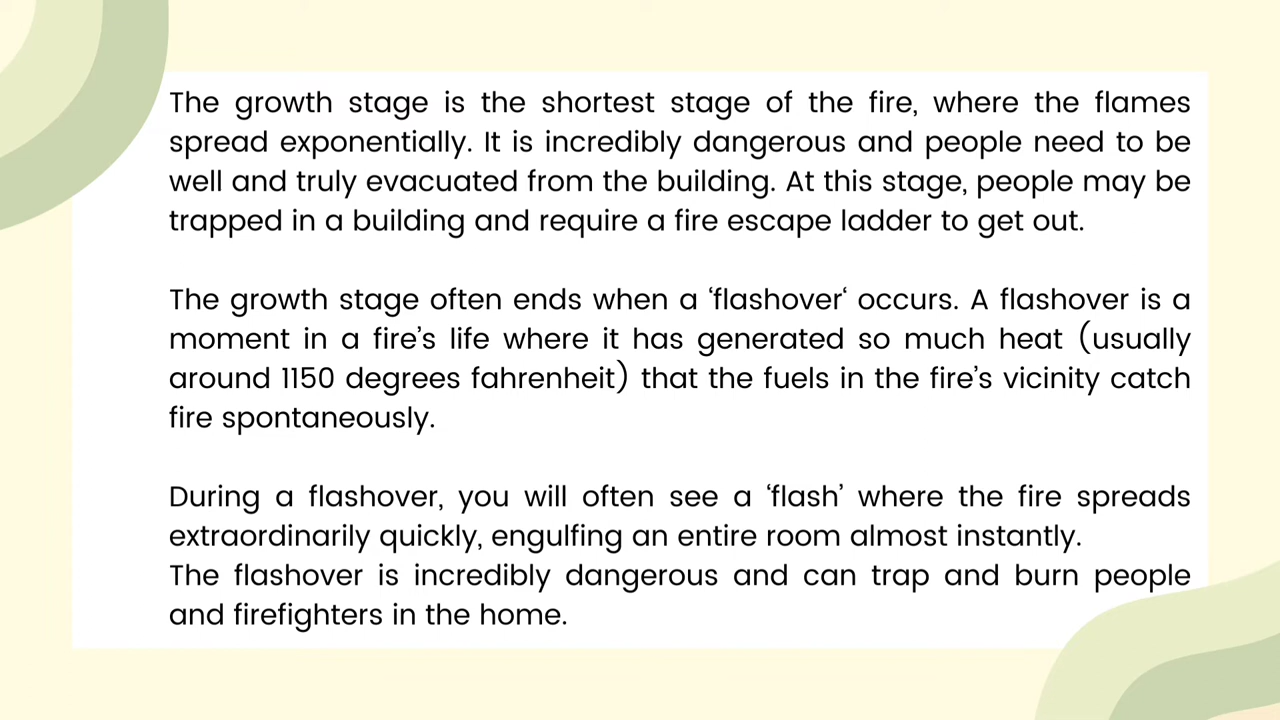 The growth stage is the shortest stage of the fire, where the flames
spread exponentially. It is incredibly dangerous and people need to be
well and truly evacuated from the building. At this stage, people may be
trapped in a building and require a fire escape ladder to get out.
The growth stage often ends when a ‘flashover‘ occurs. A flashover is a
moment in a fire’s life where it has generated so much heat (usually
around 1150 degrees fahrenheit) that the fuels in the fire’s vicinity catch
fire spontaneously.
During a flashover, you will often see a ‘flash’ where the fire spreads
extraordinarily quickly, engulfing an entire room almost instantly.
The flashover is incredibly dangerous and can trap and burn people
and firefighters in the home.